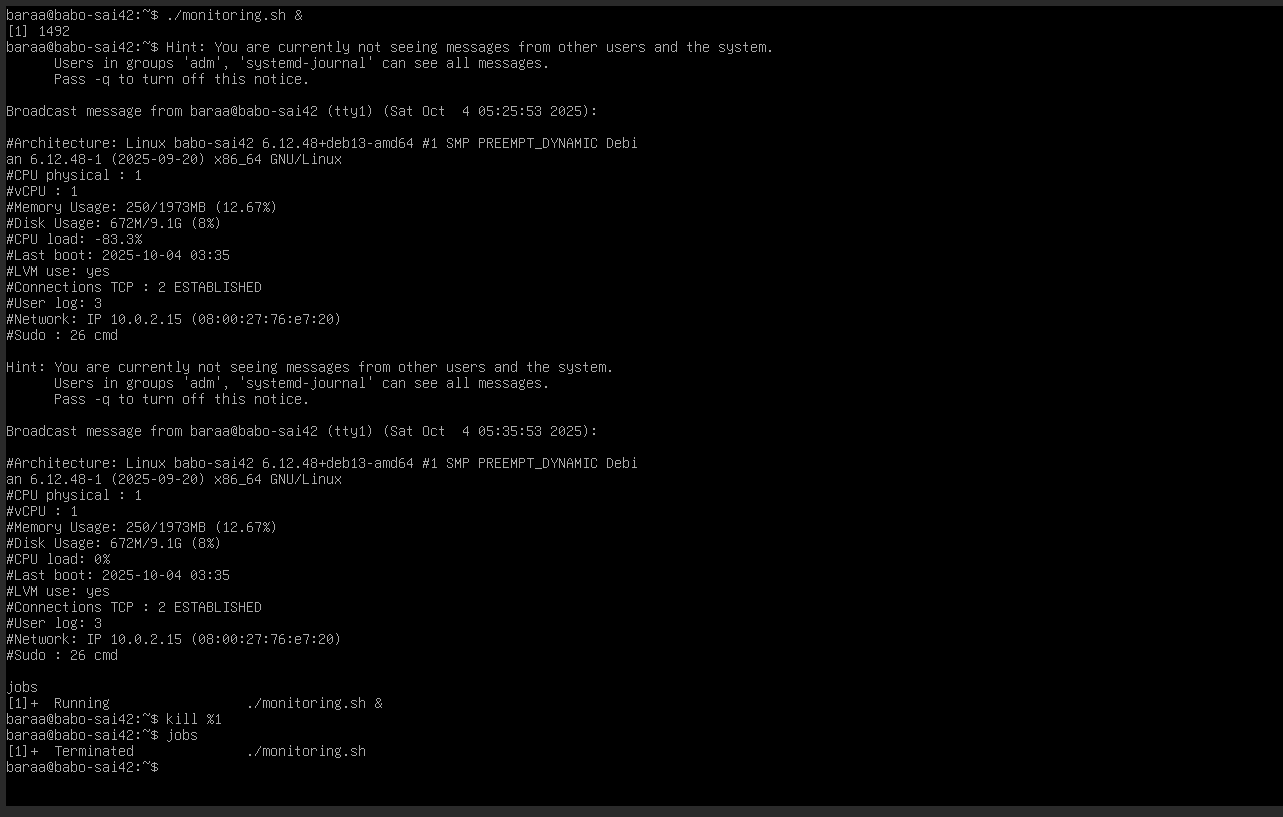 baraa@babo-sai42:~$ ./monitoring.sh &
[1] 1492
baraa@babo-sai42:~$ Hint: You are currently not seeing messages from other users and the system.
      Users in groups 'adm', 'systemd-journal' can see all messages.
      Pass -q to turn off this notice.

Broadcast message from baraa@babo-sai42 (tty1) (Sat Oct  4 05:25:53 2025):

#Architecture: Linux babo-sai42 6.12.48+deb13-amd64 #1 SMP PREEMPT_DYNAMIC Debi
an 6.12.48-1 (2025-09-20) x86_64 GNU/Linux
#CPU physical : 1
#vCPU : 1
#Memory Usage: 250/1973MB (12.67%)
#Disk Usage: 672M/9.1G (8%)
#CPU load: -83.3%
#Last boot: 2025-10-04 03:35
#LVM use: yes
#Connections TCP : 2 ESTABLISHED
#User log: 3
#Network: IP 10.0.2.15 (08:00:27:76:e7:20)
#Sudo : 26 cmd

Hint: You are currently not seeing messages from other users and the system.
      Users in groups 'adm', 'systemd-journal' can see all messages.
      Pass -q to turn off this notice.

Broadcast message from baraa@babo-sai42 (tty1) (Sat Oct  4 05:35:53 2025):

#Architecture: Linux babo-sai42 6.12.48+deb13-amd64 #1 SMP PREEMPT_DYNAMIC Debi
an 6.12.48-1 (2025-09-20) x86_64 GNU/Linux
#CPU physical : 1
#vCPU : 1
#Memory Usage: 250/1973MB (12.67%)
#Disk Usage: 672M/9.1G (8%)
#CPU load: 0%
#Last boot: 2025-10-04 03:35
#LVM use: yes
#Connections TCP : 2 ESTABLISHED
#User log: 3
#Network: IP 10.0.2.15 (08:00:27:76:e7:20)
#Sudo : 26 cmd

jobs
[1]+  Running                 ./monitoring.sh &
baraa@babo-sai42:~$ kill %1
baraa@babo-sai42:~$ jobs
[1]+  Terminated              ./monitoring.sh
baraa@babo-sai42:~$